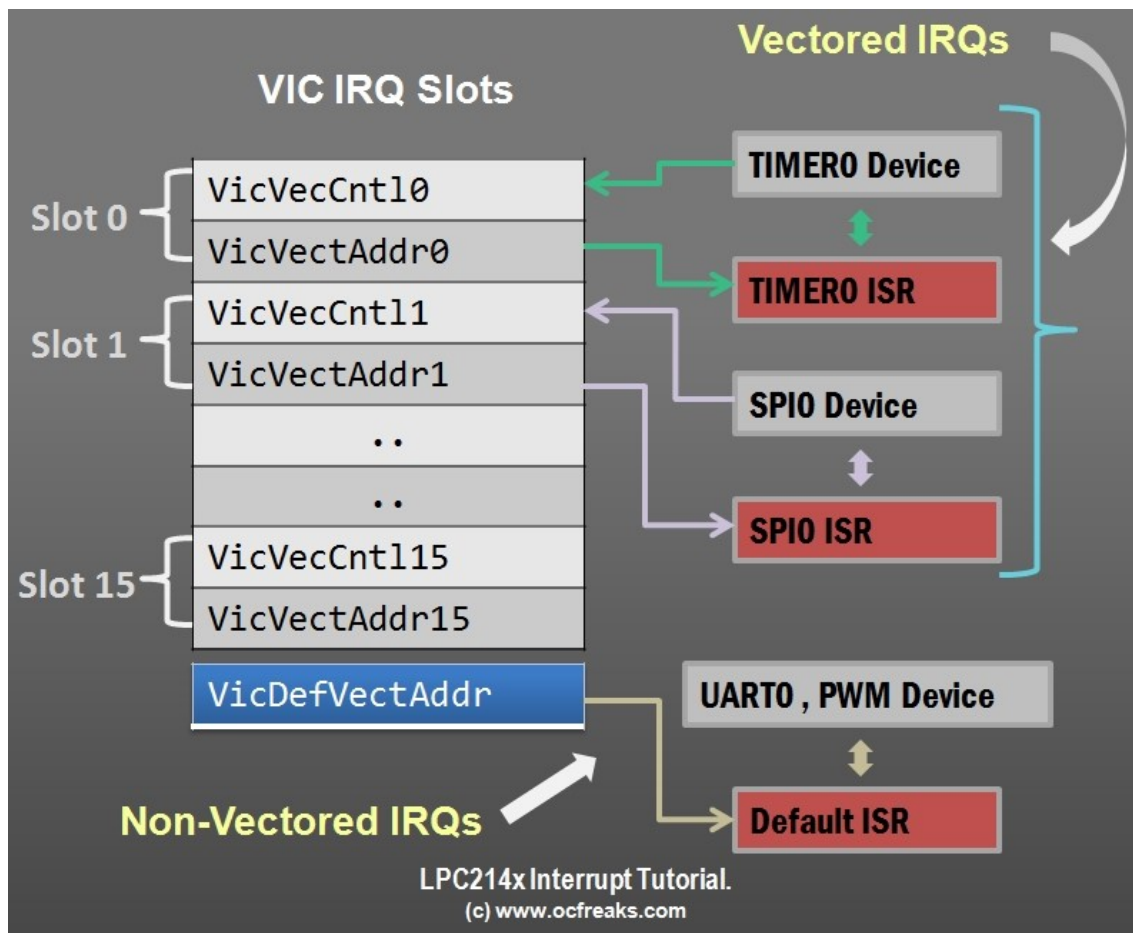 Vectored IRQs
VIC IRQ Slots
Slot 0
VicVecCntl0
VicVectAddr0
Slot 1
VicVecCntl1
VicVectAddr1
..
..
Slot 15
VicVecCntl15
VicVectAddr15
VicDefVectAddr
TIMER0 Device
TIMER0 ISR
SPI0 Device
SPI0 ISR
UART0 , PWM Device
Default ISR
Non-Vectored IRQs
LPC214x Interrupt Tutorial.
(c) www.ocfreaks.com